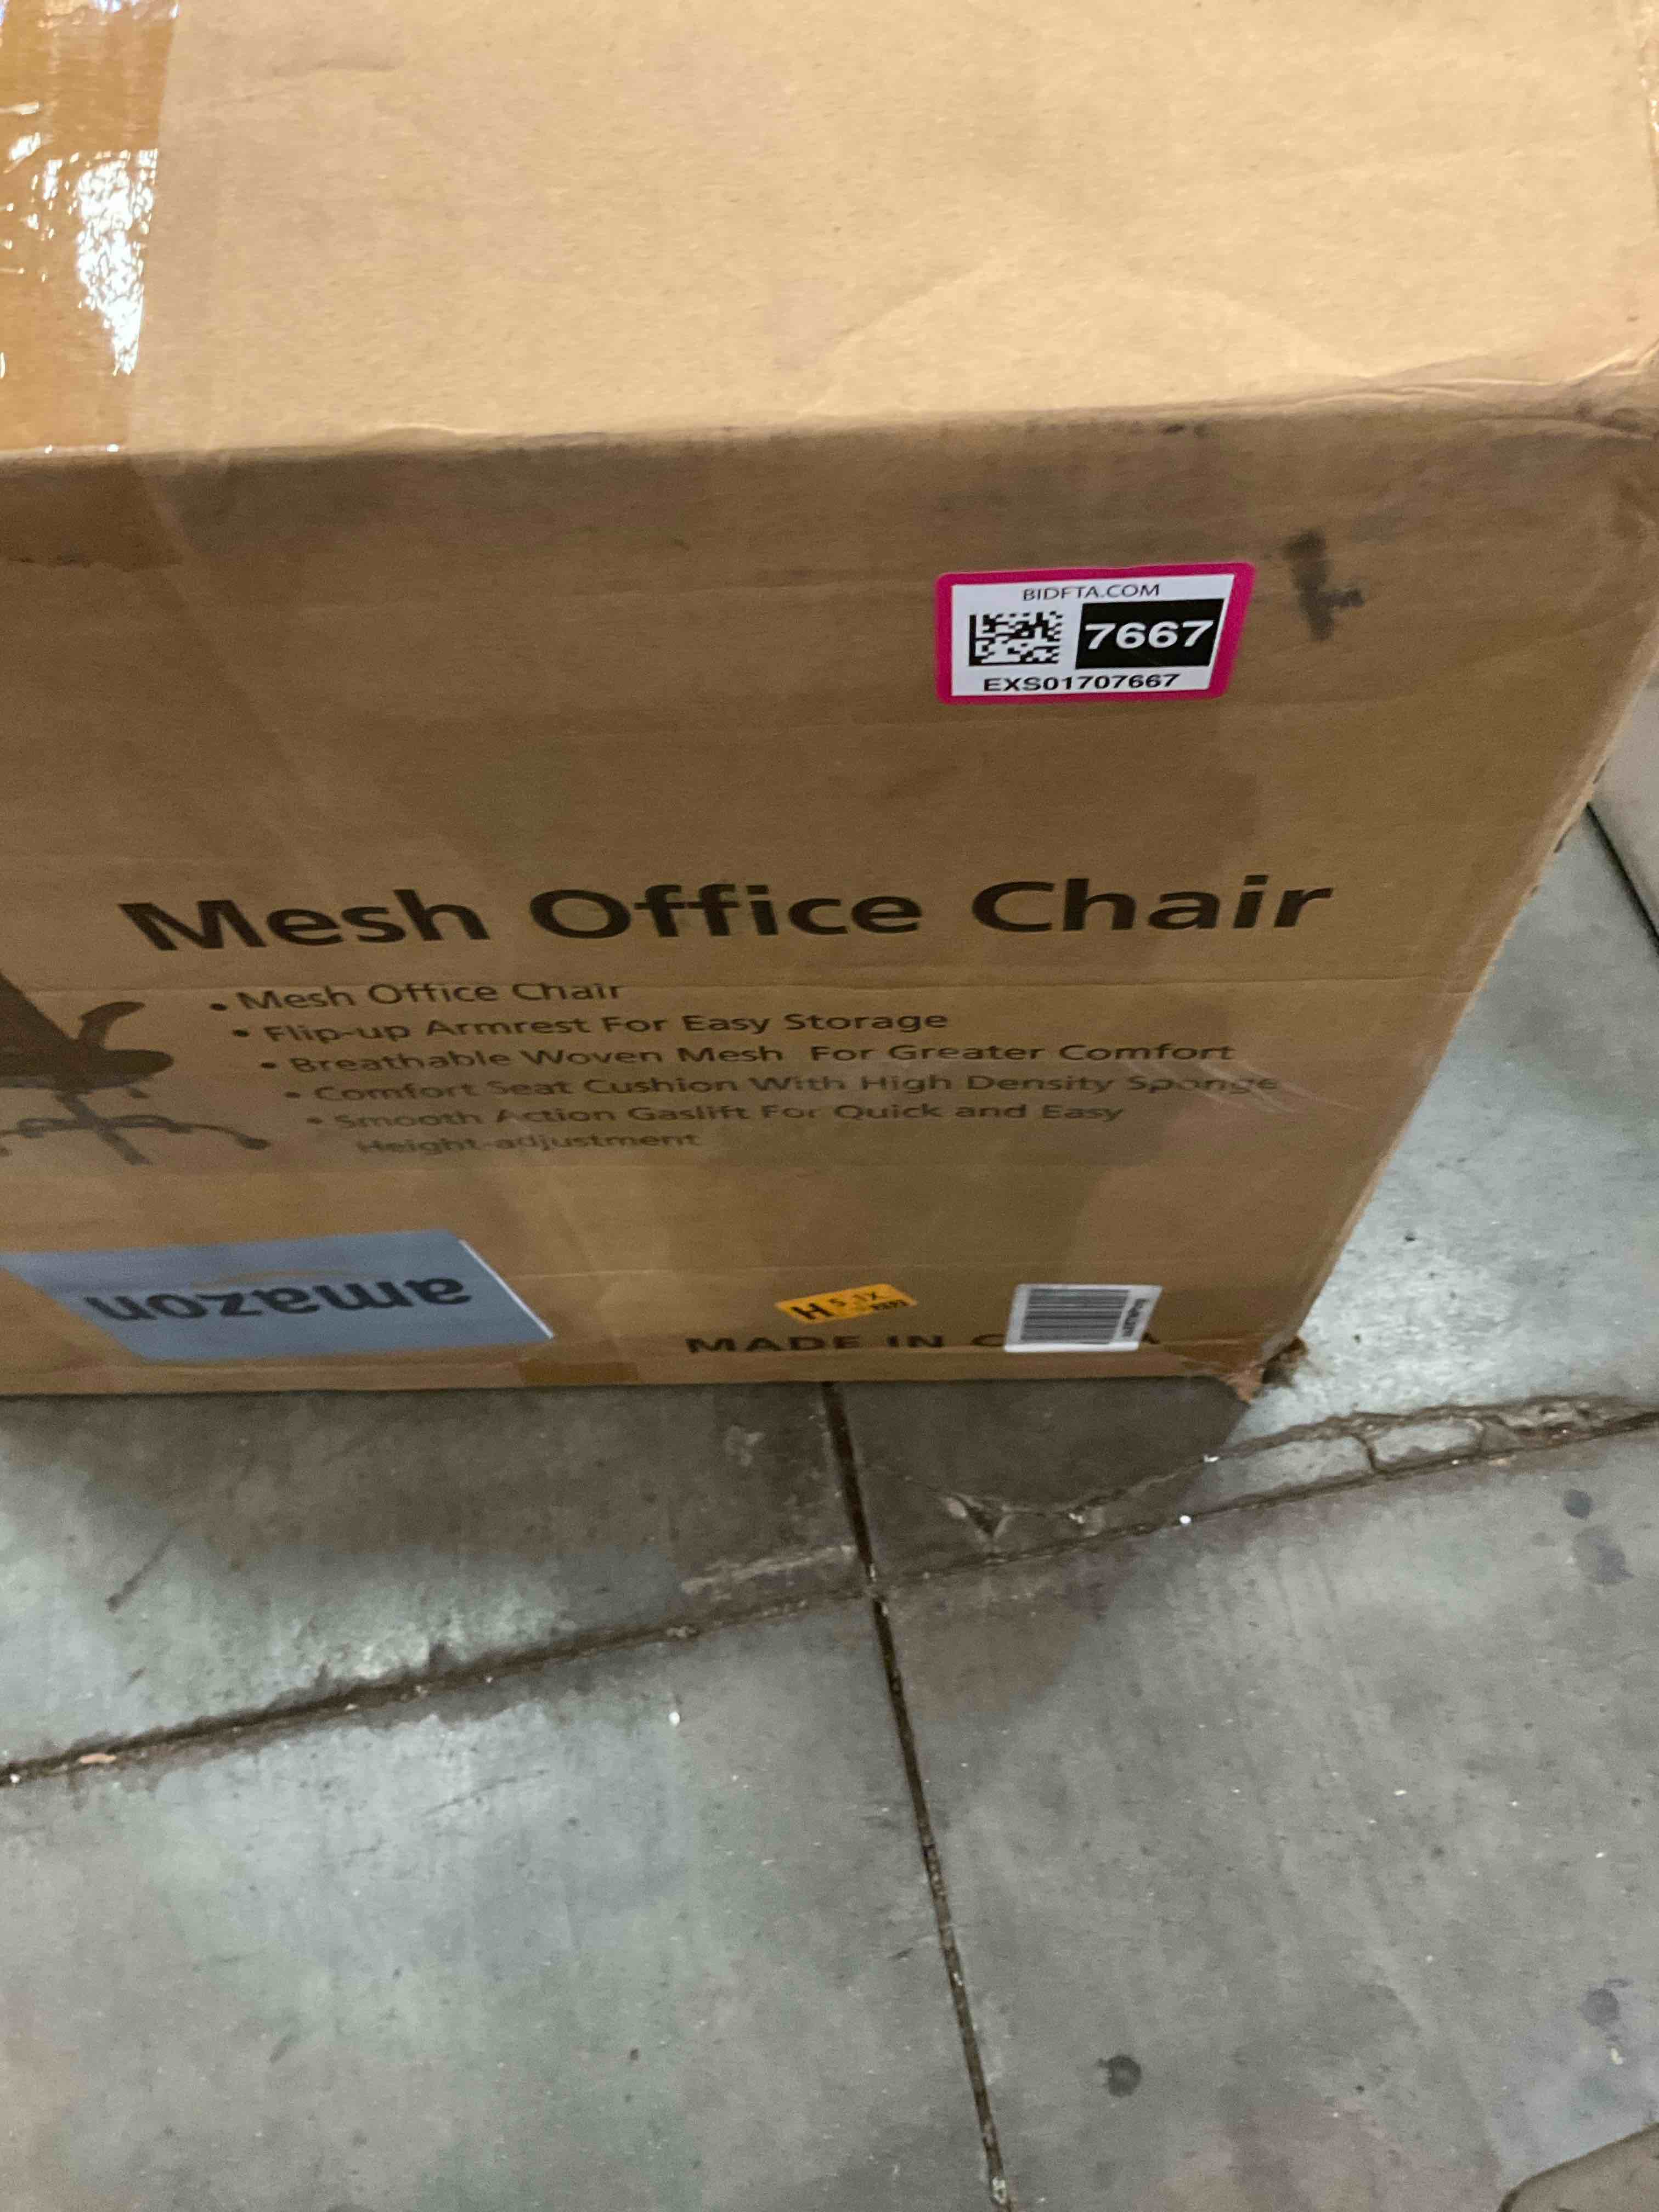 BIDFTA.COM
7667
EXS01707667
Mesh Office Chair
• Mesh Office Chair
• Flip-up Armrest For Easy Storage
• Breathable Woven Mesh For Greater Comfort
• Comfort Seat Cushion With High Density Sponge
• Smooth Action Gaslift For Quick and Easy
Height-adjustment
amazon
H
MADE IN C A